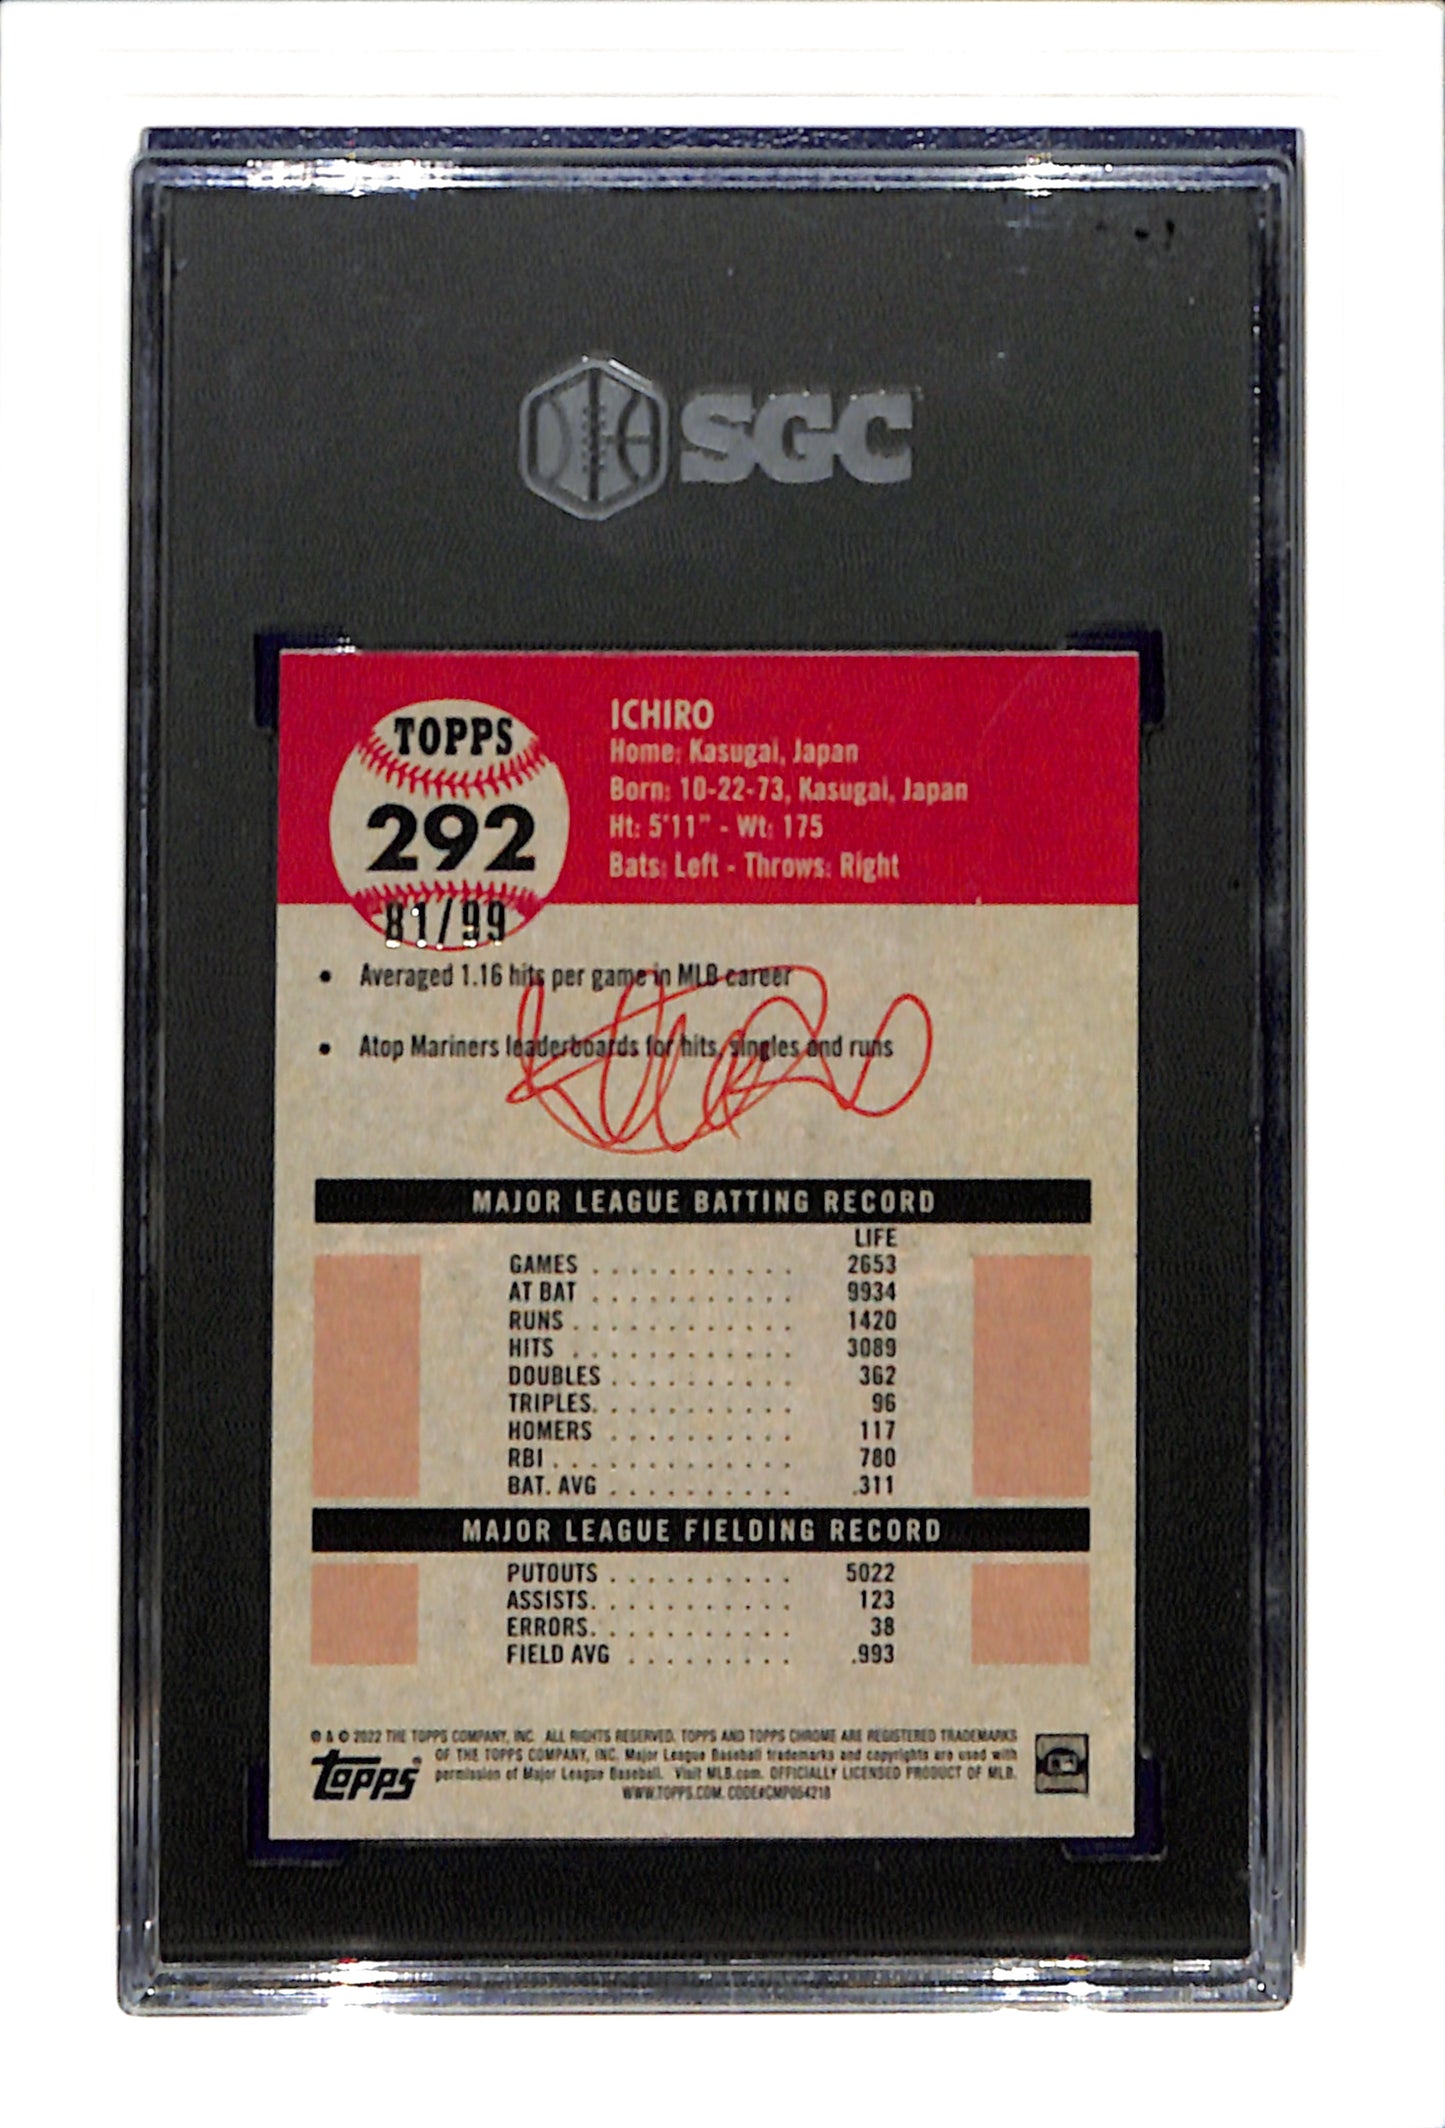 SGC
TOPPS
292
81/99
ICHIRO
Home: Kasugai, Japan
Born: 10-22-73, Kasugai, Japan
Ht: 5'11" - Wt: 175
Bats: Left - Throws: Right
• Averaged 1.16 hits per game in MLB career
• Atop Mariners leaderboards for hits, singles and runs
MAJOR LEAGUE BATTING RECORD
LIFE
GAMES . . . . . . . . . . . 2653
AT BAT . . . . . . . . . . . 9934
RUNS . . . . . . . . . . . . 1420
HITS . . . . . . . . . . . . 3089
DOUBLES . . . . . . . . . . 362
TRIPLES. . . . . . . . . . . 96
HOMERS . . . . . . . . . . 117
RBI . . . . . . . . . . . . . 780
BAT. AVG . . . . . . . . . . .311
MAJOR LEAGUE FIELDING RECORD
PUTOUTS . . . . . . . . . . 5022
ASSISTS. . . . . . . . . . . 123
ERRORS. . . . . . . . . . . 38
FIELD AVG . . . . . . . . . .993
® & © 2022 THE TOPPS COMPANY, INC. ALL RIGHTS RESERVED. TOPPS AND TOPPS CHROME ARE REGISTERED TRADEMARKS
OF THE TOPPS COMPANY, INC. Major League Baseball trademarks and copyrights are used with
permission of Major League Baseball. Visit MLB.com. OFFICIALLY LICENSED PRODUCT OF MLB.
WWW.TOPPS.COM. CODE#CMP054218
topps®